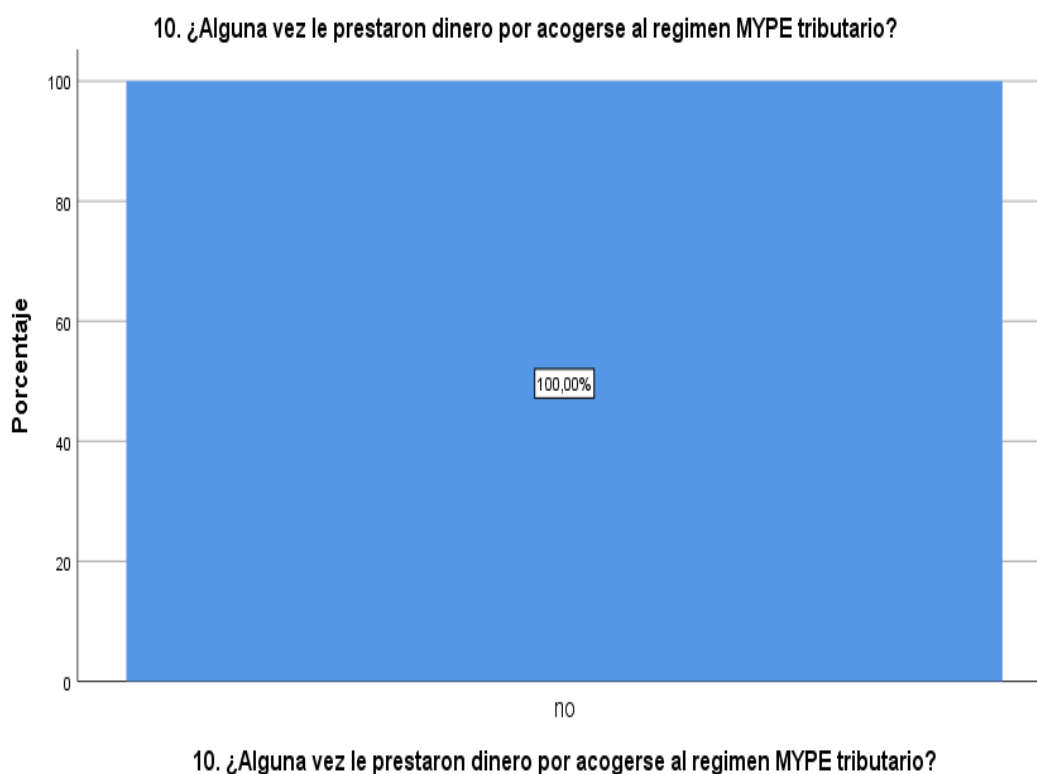 10. ¿Alguna vez le prestaron dinero por acogerse al regimen MYPE tributario?
100
80
60
40
20
0
Porcentaje
100,00%
no
10. ¿Alguna vez le prestaron dinero por acogerse al regimen MYPE tributario?